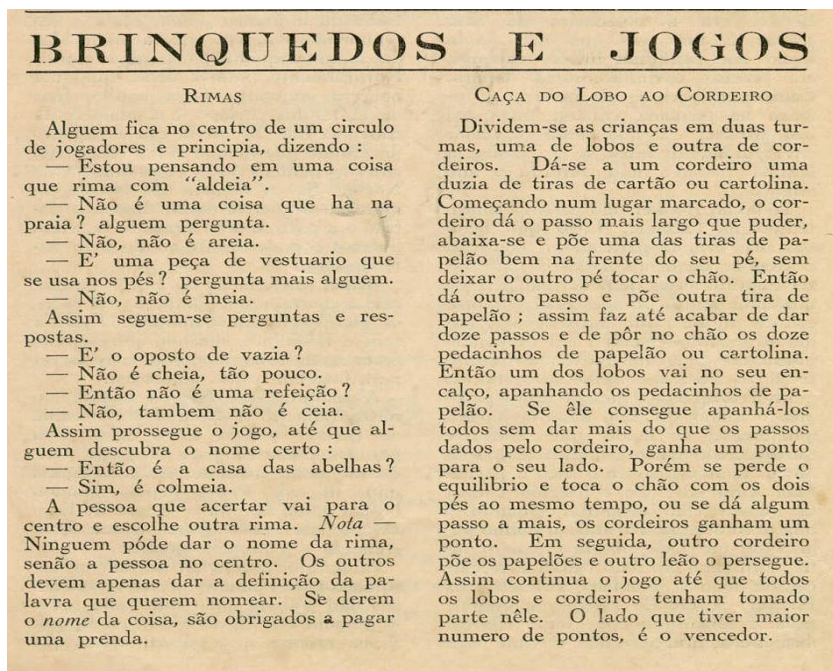 BRINQUEDOS E JOGOS
RIMAS
Alguem fica no centro de um circulo
de jogadores e principia, dizendo :
— Estou pensando em uma coisa
que rima com “aldeia”.
— Não é uma coisa que ha na
praia ? alguem pergunta.
— Não, não é areia.
— E’ uma peça de vestuario que
se usa nos pés ? pergunta mais alguem.
— Não, não é meia.
Assim seguem-se perguntas e res-
postas.
— E’ o oposto de vazia ?
— Não é cheia, tão pouco.
— Então não é uma refeição ?
— Não, tambem não é ceia.
Assim prossegue o jogo, até que al-
guem descubra o nome certo :
— Então é a casa das abelhas ?
— Sim, é colmeia.
A pessoa que acertar vai para o
centro e escolhe outra rima. Nota —
Ninguem póde dar o nome da rima,
senão a pessoa no centro. Os outros
devem apenas dar a definição da pa-
lavra que querem nomear. Se derem
o nome da coisa, são obrigados a pagar
uma prenda.
CAÇA DO LOBO AO CORDEIRO
Dividem-se as crianças em duas tur-
mas, uma de lobos e outra de cor-
deiros. Dá-se a um cordeiro uma
duzia de tiras de cartão ou cartolina.
Começando num lugar marcado, o cor-
deiro dá o passo mais largo que puder,
abaixa-se e põe uma das tiras de pa-
pelão bem na frente do seu pé, sem
deixar o outro pé tocar o chão. Então
dá outro passo e põe outra tira de
papelão ; assim faz até acabar de dar
doze passos e de pôr no chão os doze
pedacinhos de papelão ou cartolina.
Então um dos lobos vai no seu en-
calço, apanhando os pedacinhos de pa-
pelão. Se êle consegue apanhá-los
todos sem dar mais do que os passos
dados pelo cordeiro, ganha um ponto
para o seu lado. Porém se perde o
equilibrio e toca o chão com os dois
pés ao mesmo tempo, ou se dá algum
passo a mais, os cordeiros ganham um
ponto. Em seguida, outro cordeiro
põe os papelões e outro leão o persegue.
Assim continua o jogo até que todos
os lobos e cordeiros tenham tomado
parte nêle. O lado que tiver maior
numero de pontos, é o vencedor.